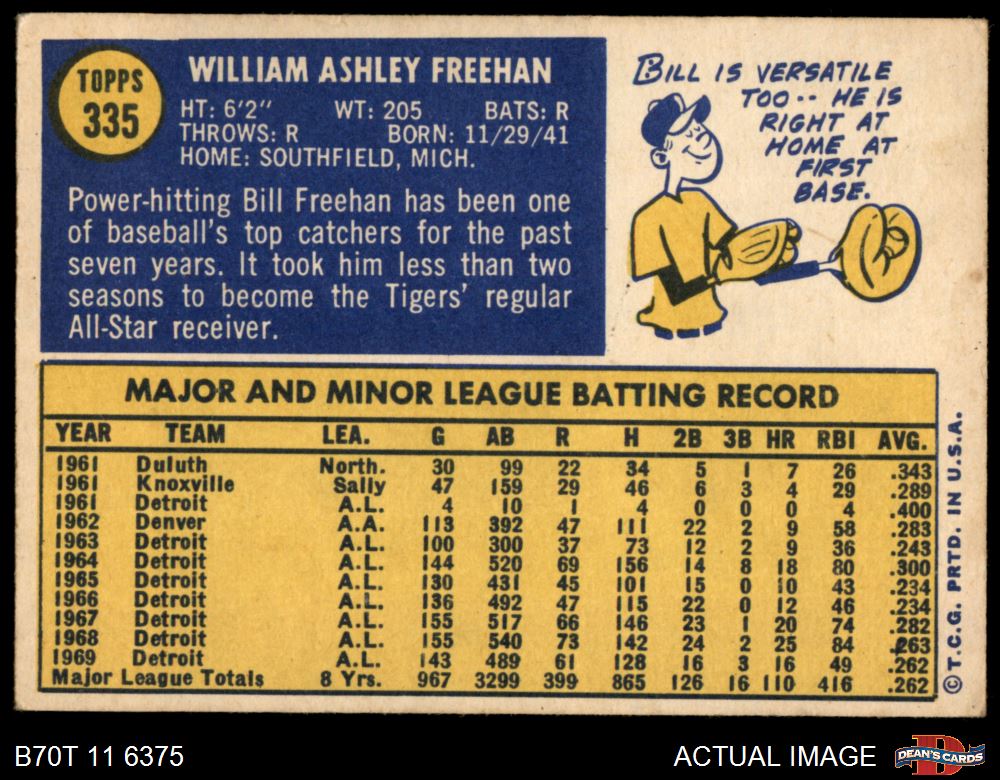 TOPPS
335
WILLIAM ASHLEY FREEHAN
HT: 6'2" WT: 205 BATS: R
THROWS: R BORN: 11/29/41
HOME: SOUTHFIELD, MICH.
Power-hitting Bill Freehan has been one
of baseball's top catchers for the past
seven years. It took him less than two
seasons to become the Tigers' regular
All-Star receiver.
BILL IS VERSATILE
TOO-- HE IS
RIGHT AT
HOME AT
FIRST
BASE.
MAJOR AND MINOR LEAGUE BATTING RECORD
YEAR TEAM LEA. G AB R H 2B 3B HR RBI AVG.
1961 Duluth North. 30 99 22 34 5 1 7 26 .343
1961 Knoxville Sally 47 159 29 46 6 3 4 29 .289
1961 Detroit A.L. 4 10 1 4 0 0 0 4 .400
1962 Denver A.A. 113 392 47 111 22 2 9 58 .283
1963 Detroit A.L. 100 300 37 73 12 2 9 36 .243
1964 Detroit A.L. 144 520 69 156 14 8 18 80 .300
1965 Detroit A.L. 130 431 45 101 15 0 10 43 .234
1966 Detroit A.L. 136 492 47 115 22 0 12 46 .234
1967 Detroit A.L. 155 517 66 146 23 1 20 74 .282
1968 Detroit A.L. 155 540 73 142 24 2 25 84 .263
1969 Detroit A.L. 143 489 61 128 16 3 16 49 .262
Major League Totals 8 Yrs. 967 3299 399 865 126 16 110 416 .262
© T.C.G. PRTD. IN U.S.A.
B70T 11 6375
ACTUAL IMAGE
DEAN'S CARDS